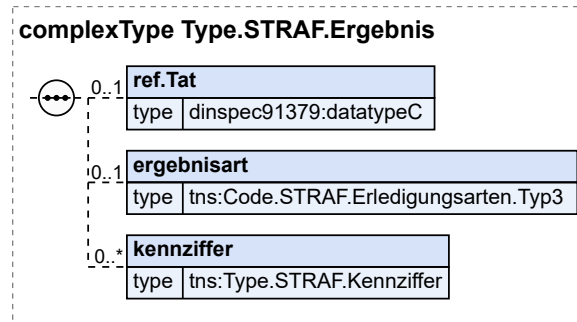 complexType Type.STRAF.Ergebnis
0..1 ref.Tat
type dinspec91379:datatypeC
0..1 ergebnisart
type tns:Code.STRAF.Erledigungsarten.Typ3
0..* kennziffer
type tns:Type.STRAF.Kennziffer